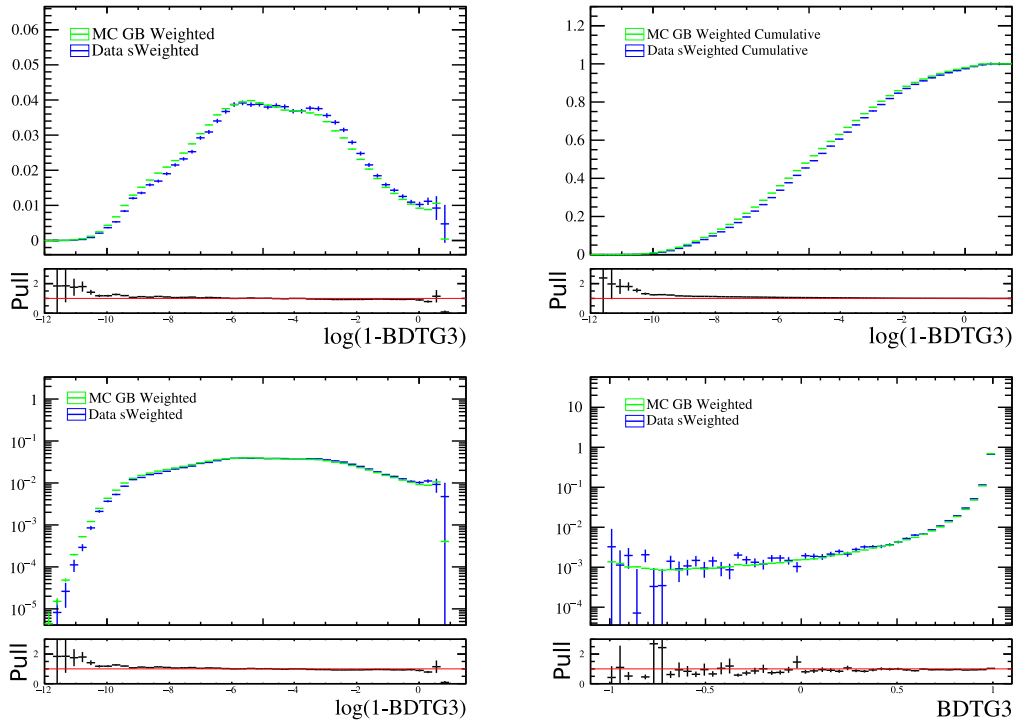 0.06
0.05
0.04
0.03
0.02
0.01
0
MC GB Weighted
Data sWeighted
Pull
2
0
−12 −10 −8 −6 −4 −2 0
log(1-BDTG3)
1.2
1
0.8
0.6
0.4
0.2
0
MC GB Weighted Cumulative
Data sWeighted Cumulative
Pull
2
0
−12 −10 −8 −6 −4 −2 0
log(1-BDTG3)
1
10−1
10−2
10−3
10−4
10−5
MC GB Weighted
Data sWeighted
Pull
2
0
−12 −10 −8 −6 −4 −2 0
log(1-BDTG3)
10
1
10−1
10−2
10−3
10−4
MC GB Weighted
Data sWeighted
Pull
2
0
−1 −0.5 0 0.5 1
BDTG3